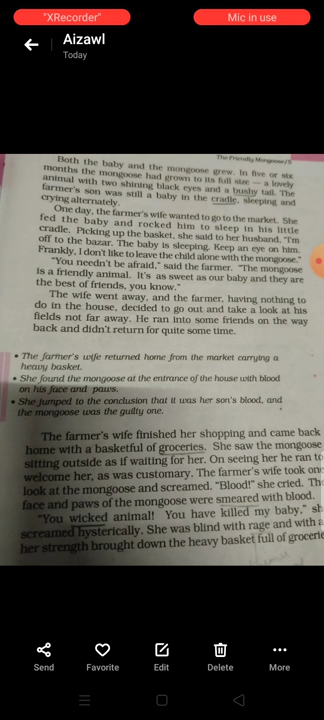 "XRecorder"
Mic in use
Aizawl
Today
The Friendly Mongoose/5
Both the baby and the mongoose grew. In five or six
months the mongoose had grown to its full size — a lovely
animal with two shining black eyes and a bushy tail. The
farmer's son was still a baby in the cradle, sleeping and
crying alternately.
One day, the farmer's wife wanted to go to the market. She
fed the baby and rocked him to sleep in his little
cradle. Picking up the basket, she said to her husband, "I'm
off to the bazar. The baby is sleeping. Keep an eye on him.
Frankly, I don't like to leave the child alone with the mongoose."
"You needn't be afraid," said the farmer. "The mongoose
is a friendly animal. It's as sweet as our baby and they are
the best of friends, you know."
The wife went away, and the farmer, having nothing to
do in the house, decided to go out and take a look at his
fields not far away. He ran into some friends on the way
back and didn't return for quite some time.
• The farmer's wife returned home from the market carrying a
heavy basket.
• She found the mongoose at the entrance of the house with blood
on his face and paws.
• She jumped to the conclusion that it was her son's blood, and
the mongoose was the guilty one.
The farmer's wife finished her shopping and came back
home with a basketful of groceries. She saw the mongoose
sitting outside as if waiting for her. On seeing her he ran to
welcome her, as was customary. The farmer's wife took one
look at the mongoose and screamed. "Blood!" she cried. The
face and paws of the mongoose were smeared with blood.
"You wicked animal! You have killed my baby," sh
screamed hysterically. She was blind with rage and with a
her strength brought down the heavy basket full of grocerie
Send
Favorite
Edit
Delete
More